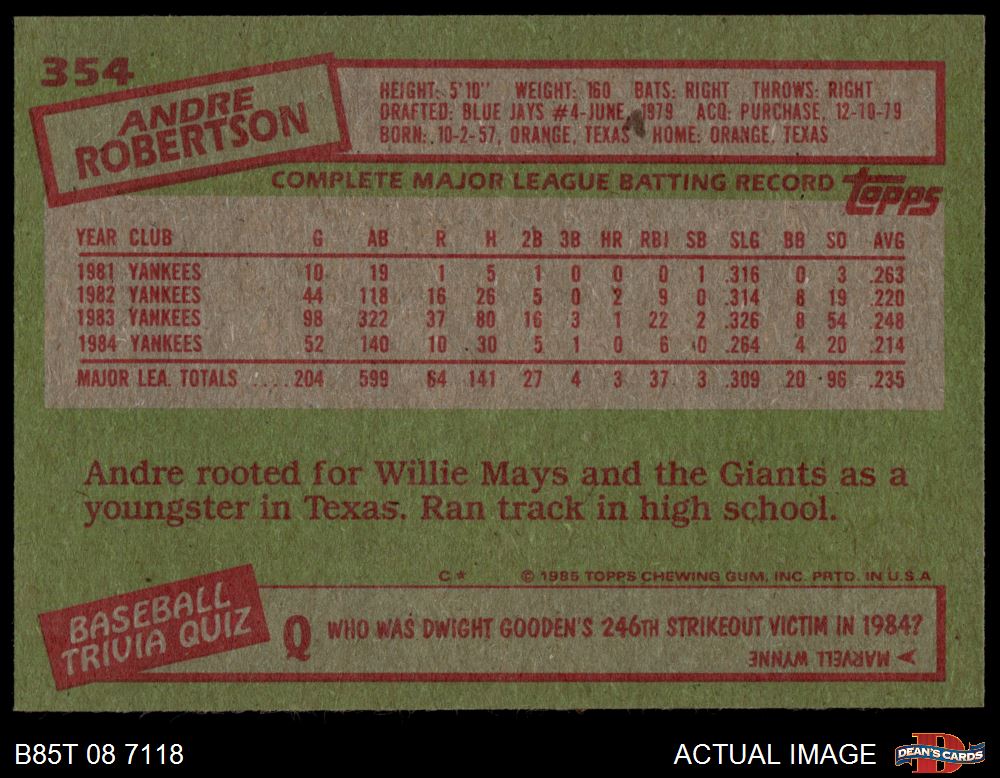 354
ANDRE
ROBERTSON
HEIGHT: 5'10" WEIGHT: 160 BATS: RIGHT THROWS: RIGHT
DRAFTED: BLUE JAYS #4-JUNE, 1979 ACQ: PURCHASE, 12-10-79
BORN: 10-2-57, ORANGE, TEXAS HOME: ORANGE, TEXAS
COMPLETE MAJOR LEAGUE BATTING RECORD topps
YEAR CLUB G AB R H 2B 3B HR RBI SB SLG BB SO AVG
1981 YANKEES 10 19 1 5 1 0 0 0 1 .316 0 3 .263
1982 YANKEES 44 118 16 26 5 0 2 9 0 .314 8 19 .220
1983 YANKEES 98 322 37 80 16 3 1 22 2 .326 8 54 .248
1984 YANKEES 52 140 10 30 5 1 0 6 0 .264 4 20 .214
MAJOR LEA. TOTALS ....204 599 64 141 27 4 3 37 3 .309 20 96 .235
Andre rooted for Willie Mays and the Giants as a
youngster in Texas. Ran track in high school.
C* © 1985 TOPPS CHEWING GUM, INC. PRTD. IN U.S.A
BASEBALL
TRIVIA QUIZ
Q WHO WAS DWIGHT GOODEN'S 246TH STRIKEOUT VICTIM IN 1984?
MARVELL WYNNE
B85T 08 7118 ACTUAL IMAGE DEAN'S CARDS